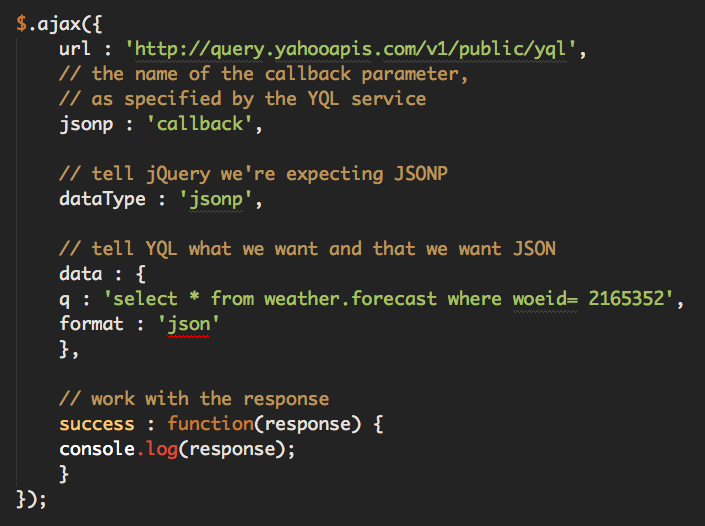 $.ajax({
url : 'http://query.yahooapis.com/v1/public/yql',
// the name of the callback parameter,
// as specified by the YQL service
jsonp : 'callback',
// tell jQuery we're expecting JSONP
dataType : 'jsonp',
// tell YQL what we want and that we want JSON
data : {
q : 'select * from weather.forecast where woeid= 2165352',
format : 'json'
},
// work with the response
success : function(response) {
console.log(response);
}
});